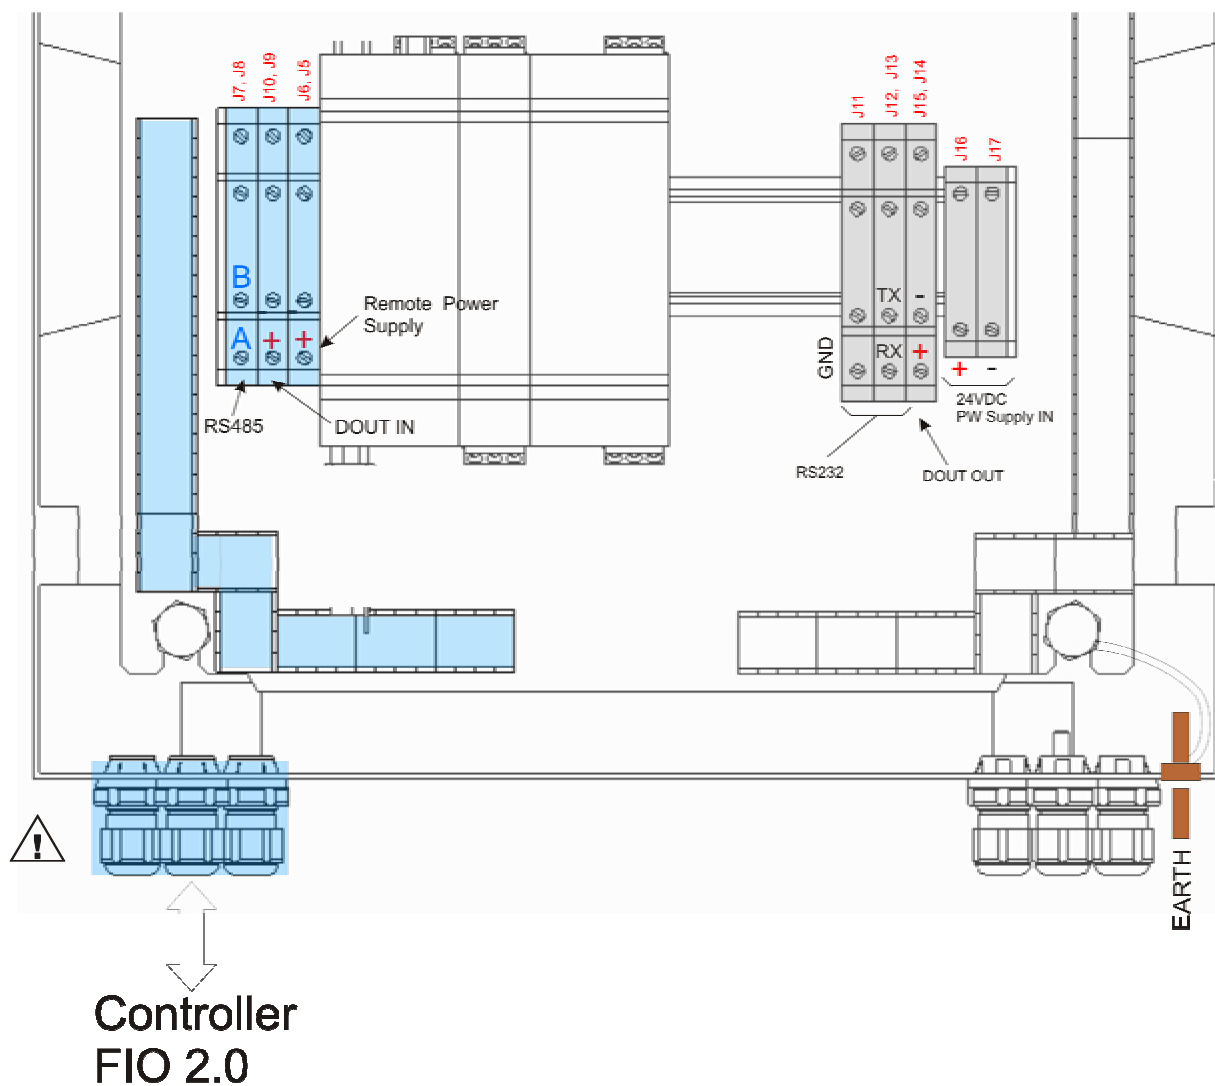 J7, J8
J10, J9
J6, J5
J11
J12, J13
J15, J14
J16
J17
B
A
+
+
Remote Power
Supply
RS485
DOUT IN
TX
-
RX
+
GND
+
-
24VDC
PW Supply IN
RS232
DOUT OUT
!
EARTH
Controller
FIO 2.0